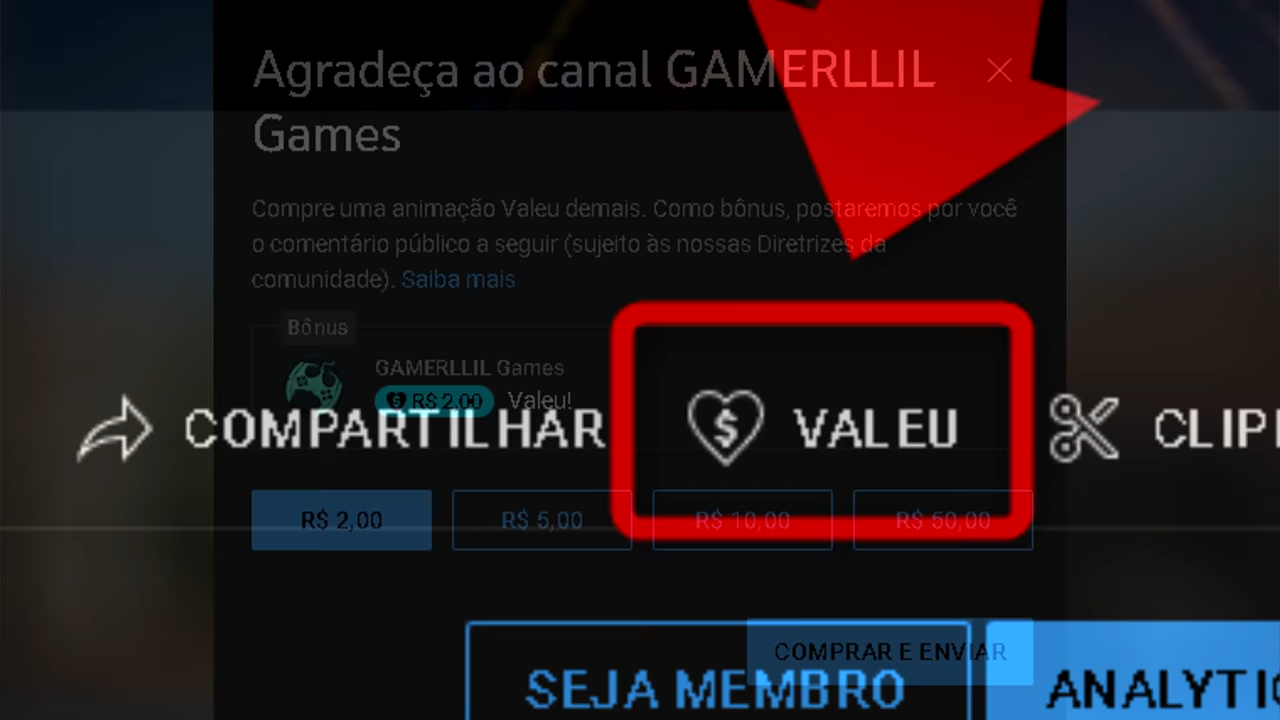 Agradeça ao canal GAMERLLIL
Games
Compre uma animação Valeu demais. Como bônus, postaremos por você
o comentário público a seguir (sujeito às nossas Diretrizes da
comunidade). Saiba mais
Bônus
GAMERLLIL Games
R$ 2,00 Valeu!
COMPARTILHAR $ VALEU
R$ 2,00 R$ 5,00 R$ 10,00 R$ 50,00
COMPRAR E ENVIAR
SEJA MEMBRO